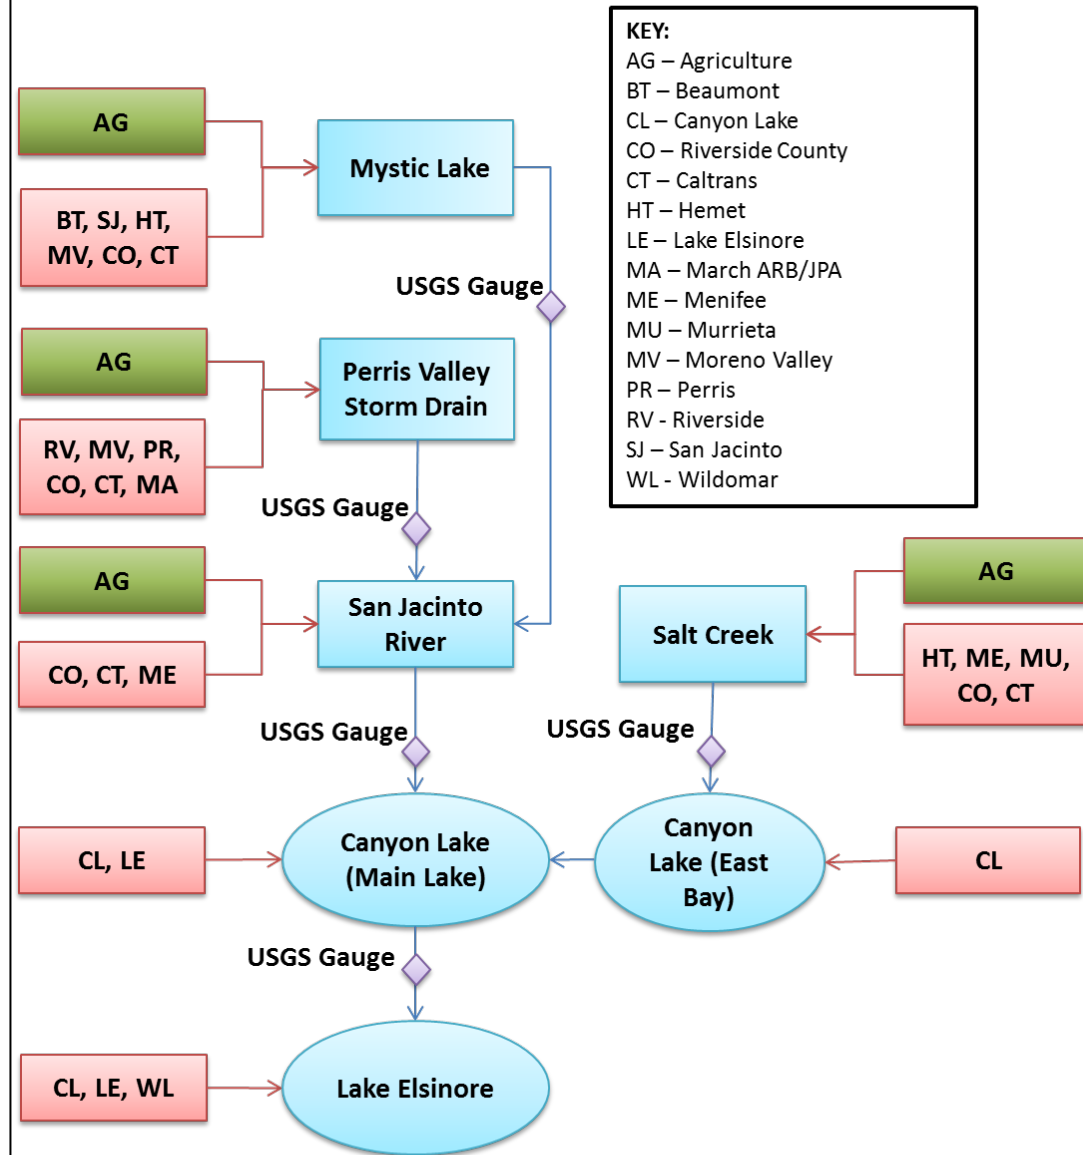 KEY:
AG – Agriculture
BT – Beaumont
CL – Canyon Lake
CO – Riverside County
CT – Caltrans
HT – Hemet
LE – Lake Elsinore
MA – March ARB/JPA
ME – Menifee
MU – Murrieta
MV – Moreno Valley
PR – Perris
RV - Riverside
SJ – San Jacinto
WL - Wildomar
AG
BT, SJ, HT,
MV, CO, CT
Mystic Lake
USGS Gauge
AG
RV, MV, PR,
CO, CT, MA
Perris Valley
Storm Drain
USGS Gauge
AG
CO, CT, ME
San Jacinto
River
USGS Gauge
Salt Creek
AG
HT, ME, MU,
CO, CT
USGS Gauge
CL, LE
Canyon Lake
(Main Lake)
Canyon
Lake (East
Bay)
CL
USGS Gauge
CL, LE, WL
Lake Elsinore